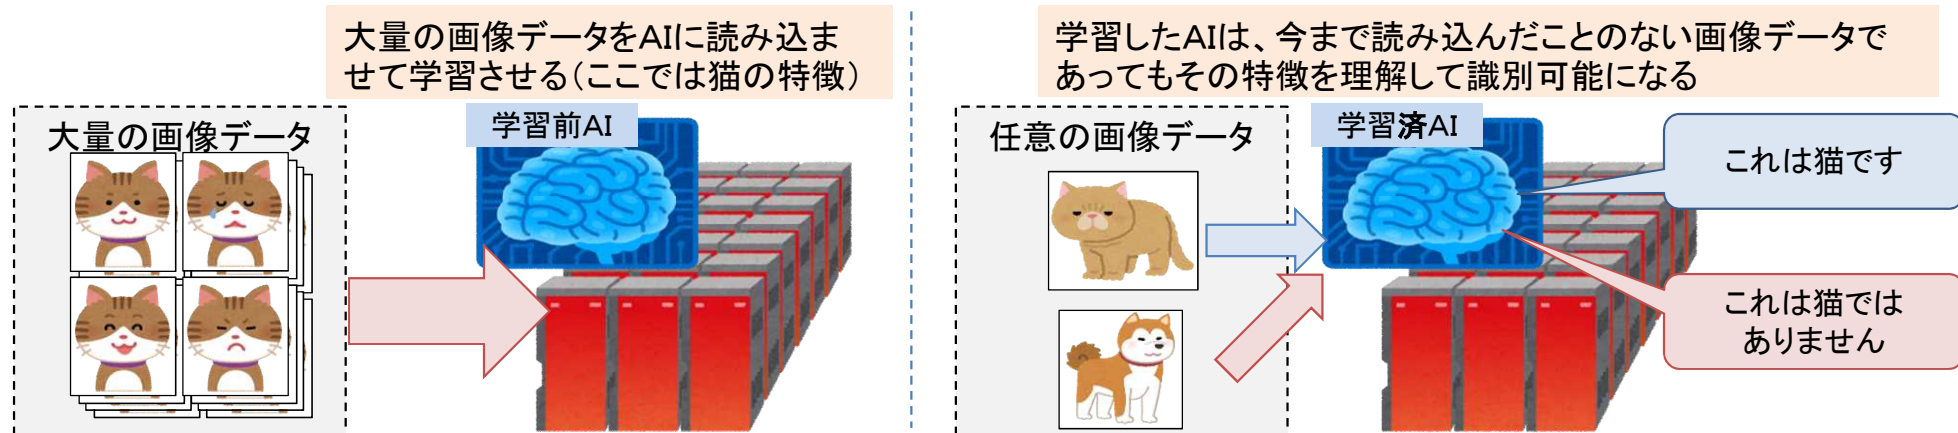 大量の画像データをAIに読み込ま
せて学習させる(ここでは猫の特徴)
大量の画像データ
学習前AI
学習したAIは、今まで読み込んだことのない画像データで
あってもその特徴を理解して識別可能になる
任意の画像データ
学習済AI
これは猫です
これは猫では
ありません